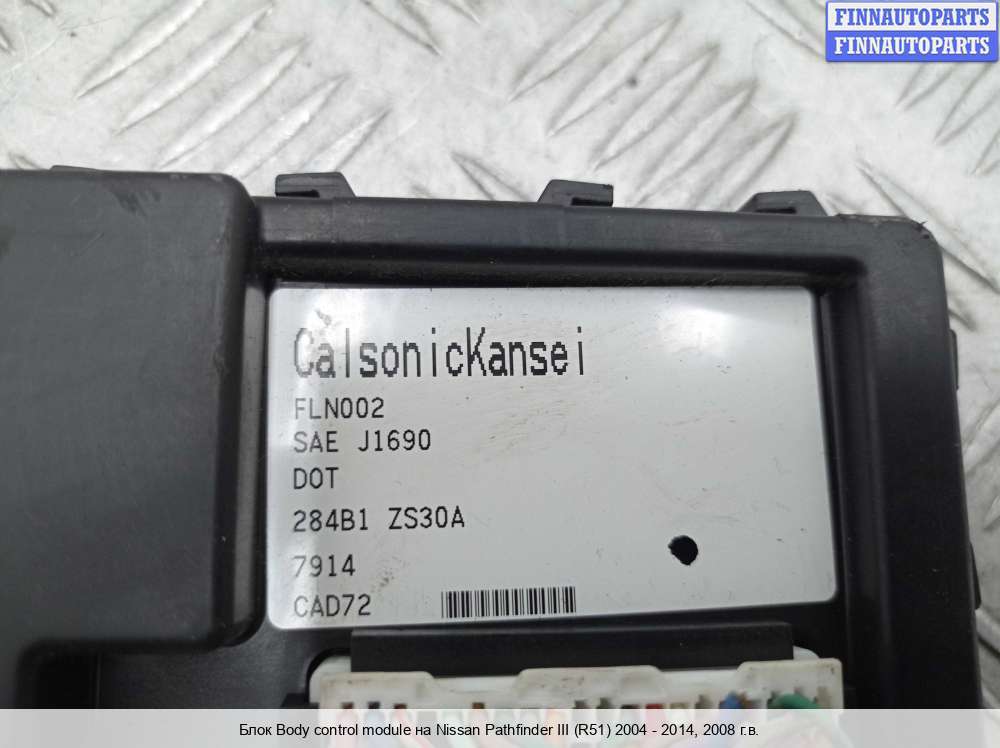 FINNAUTOPARTS
FINNAUTOPARTS
CalsonicKansei
FLN002
SAE J1690
DOT
284B1 ZS30A
7914
CAD72
Блок Body control module на Nissan Pathfinder III (R51) 2004 - 2014, 2008 г.в.